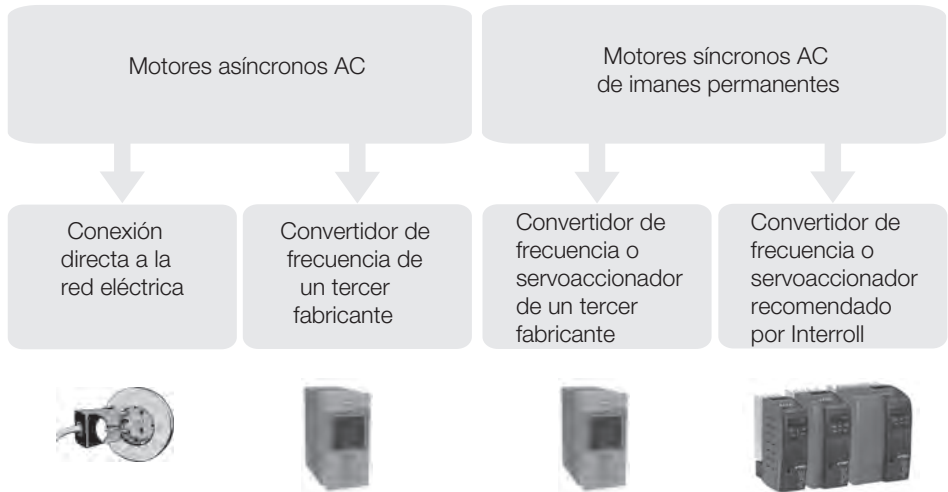 Motores asíncronos AC
Motores síncronos AC
de imanes permanentes
Conexión
directa a la
red eléctrica
Convertidor de
frecuencia de
un tercer
fabricante
Convertidor de
frecuencia o
servoaccionador
de un tercer
fabricante
Convertidor de
frecuencia o
servoaccionador
recomendado
por Interroll